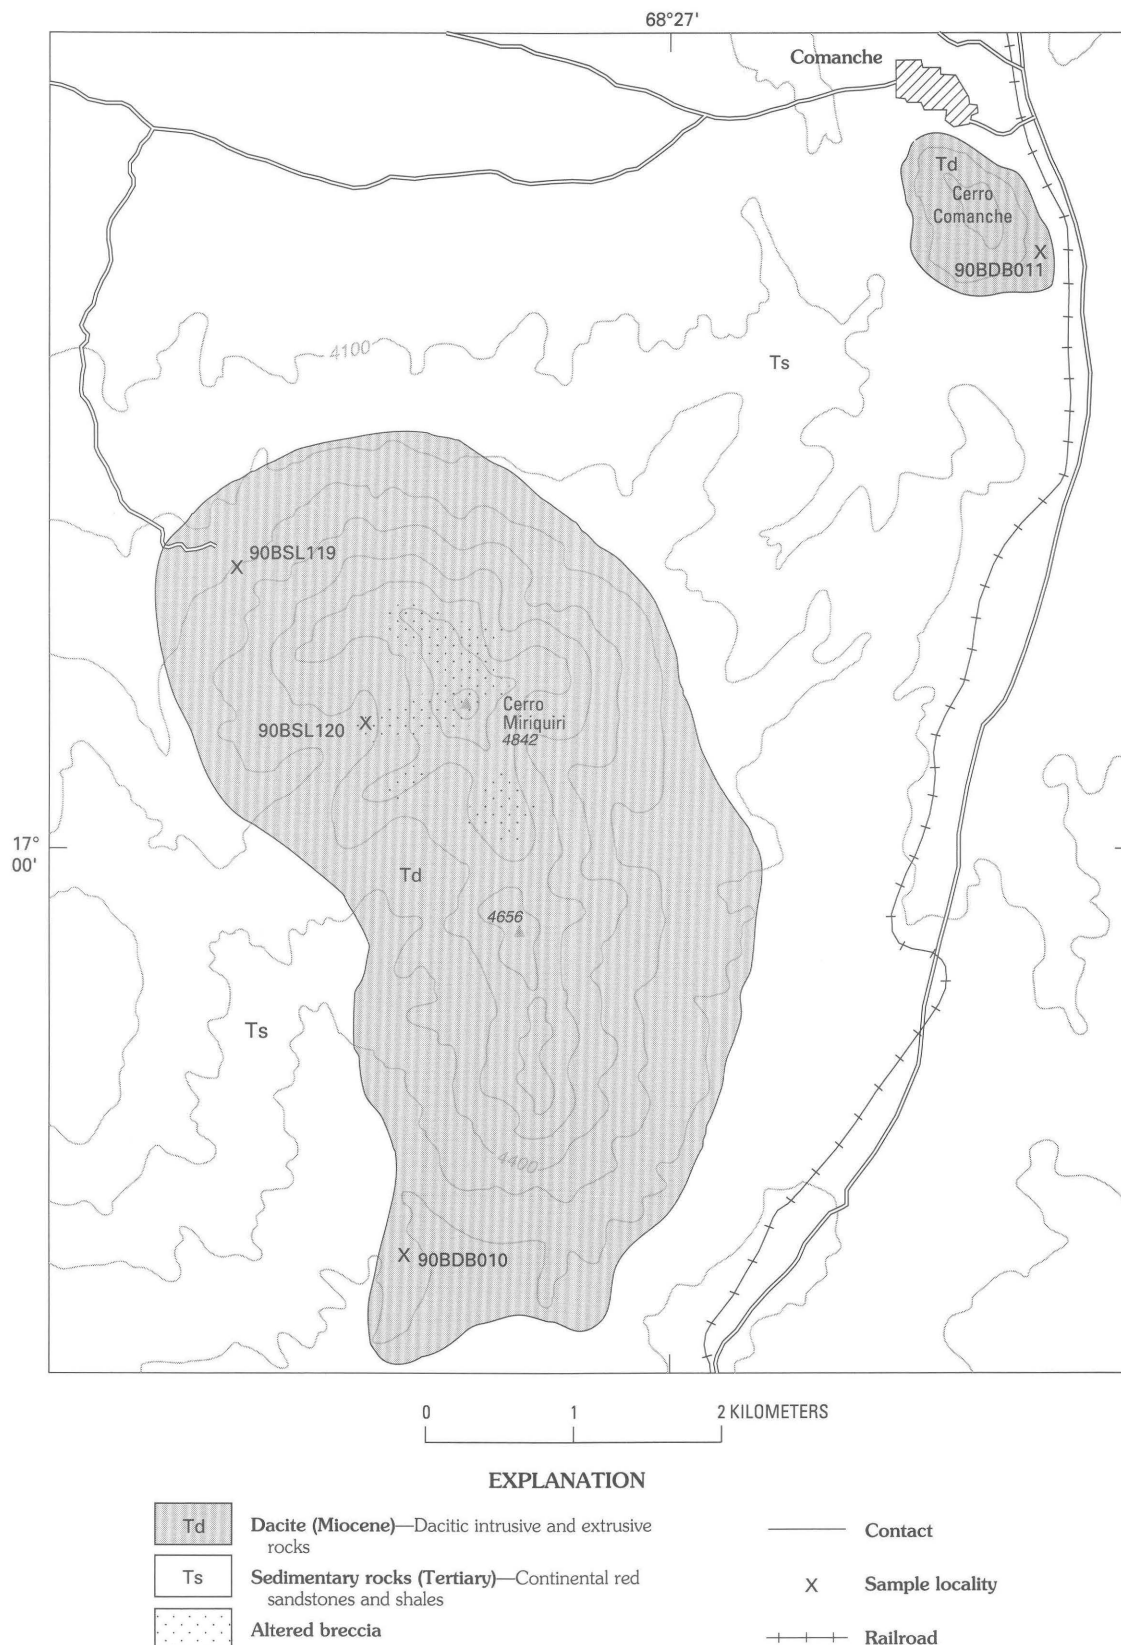 68°27'
Comanche
Td
Cerro
Comanche
90BDB011
4100
Ts
90BSL119
Cerro
Miriquiri
4842
90BSL120
17°
00'
Td
4656
Ts
4400
90BDB010
0 1 2 KILOMETERS
EXPLANATION
Td Dacite (Miocene)—Dacitic intrusive and extrusive
rocks
Ts Sedimentary rocks (Tertiary)—Continental red
sandstones and shales
Altered breccia
Contact
X Sample locality
Railroad